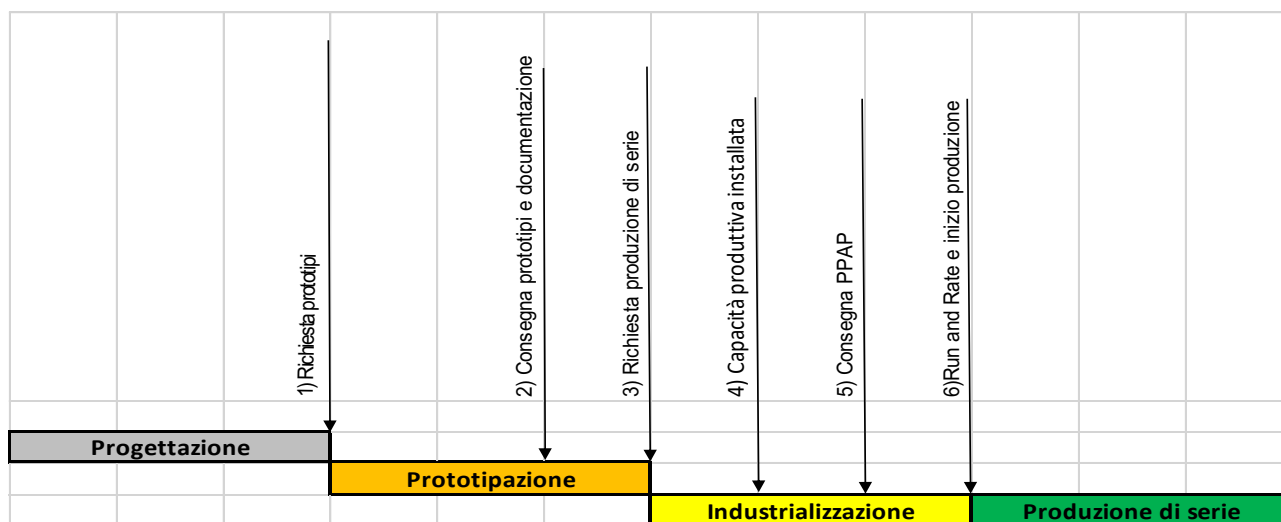 1) Richiesta prototipi
2) Consegna prototipi e documentazione
3) Richiesta produzione di serie
4) Capacità produttiva installata
5) Consegna PPAP
6)Run and Rate e inizio produzione
Progettazione
Prototipazione
Industrializzazione
Produzione di serie